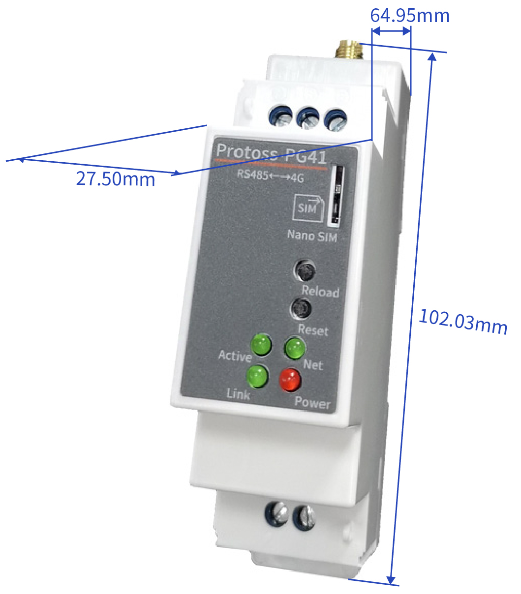 64.95mm
Protoss PG41
27.50mm
RS485←→4G
SIM
Nano SIM
Reload
102.03mm
Reset
Active
Net
Link
Power